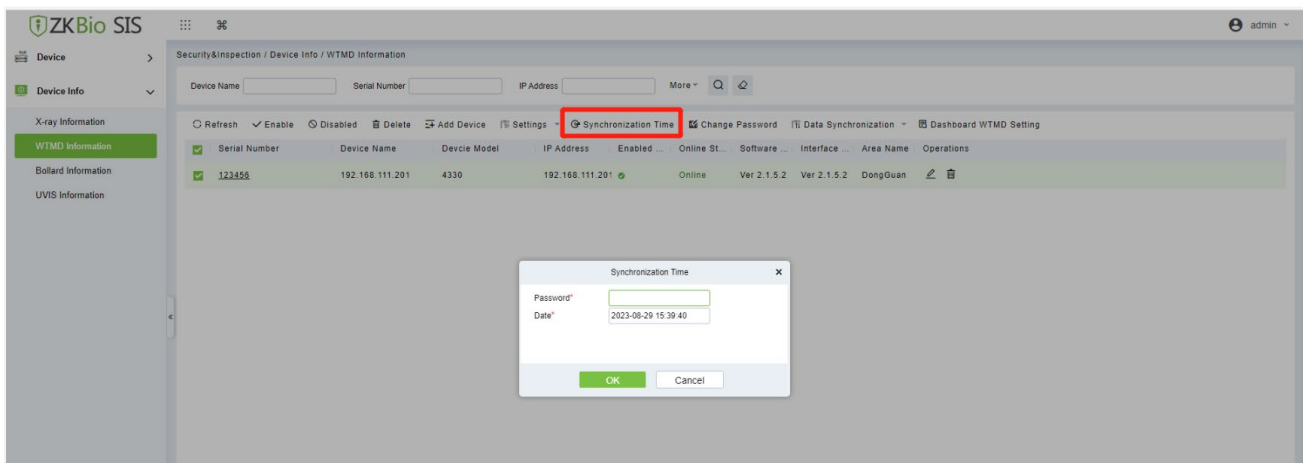 ZKBio SIS
admin
Device
Security&Inspection / Device Info / WTMD Information
Device Info
Device Name Serial Number IP Address More
X-ray Information
Refresh Enable Disabled Delete Add Device Settings Synchronization Time Change Password Data Synchronization Dashboard WTMD Setting
WTMD Information
Serial Number Device Name Devcie Model IP Address Enabled ... Online St... Software ... Interface ... Area Name Operations
Bollard Information
123456 192.168.111.201 4330 192.168.111.201 Online Ver 2.1.5.2 Ver 2.1.5.2 DongGuan
UVIS Information
Synchronization Time
Password*
Date* 2023-08-29 15:39:40
OK Cancel